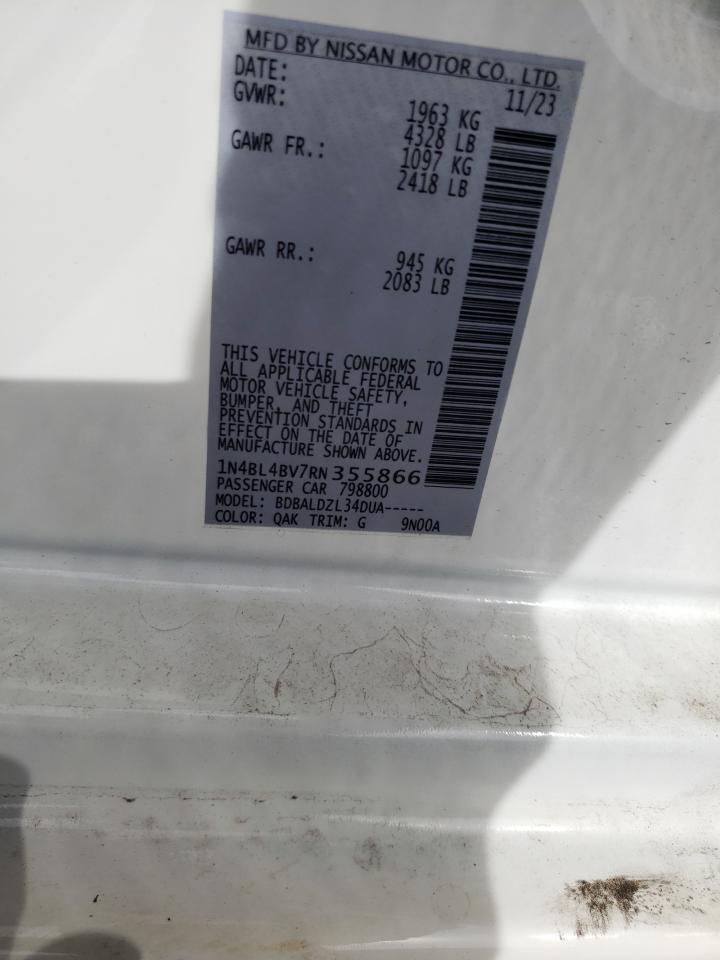 MFD BY NISSAN MOTOR CO., LTD.
DATE: 11/23
GVWR: 1963 KG
4328 LB
GAWR FR.: 1097 KG
2418 LB
GAWR RR.: 945 KG
2083 LB
THIS VEHICLE CONFORMS TO
ALL APPLICABLE FEDERAL
MOTOR VEHICLE SAFETY,
BUMPER, AND THEFT
PREVENTION STANDARDS IN
EFFECT ON THE DATE OF
MANUFACTURE SHOWN ABOVE.
1N4BL4BV7RN355866
PASSENGER CAR 798800
MODEL: BDBALDZL34DUA-----
COLOR: QAK TRIM: G 9N00A